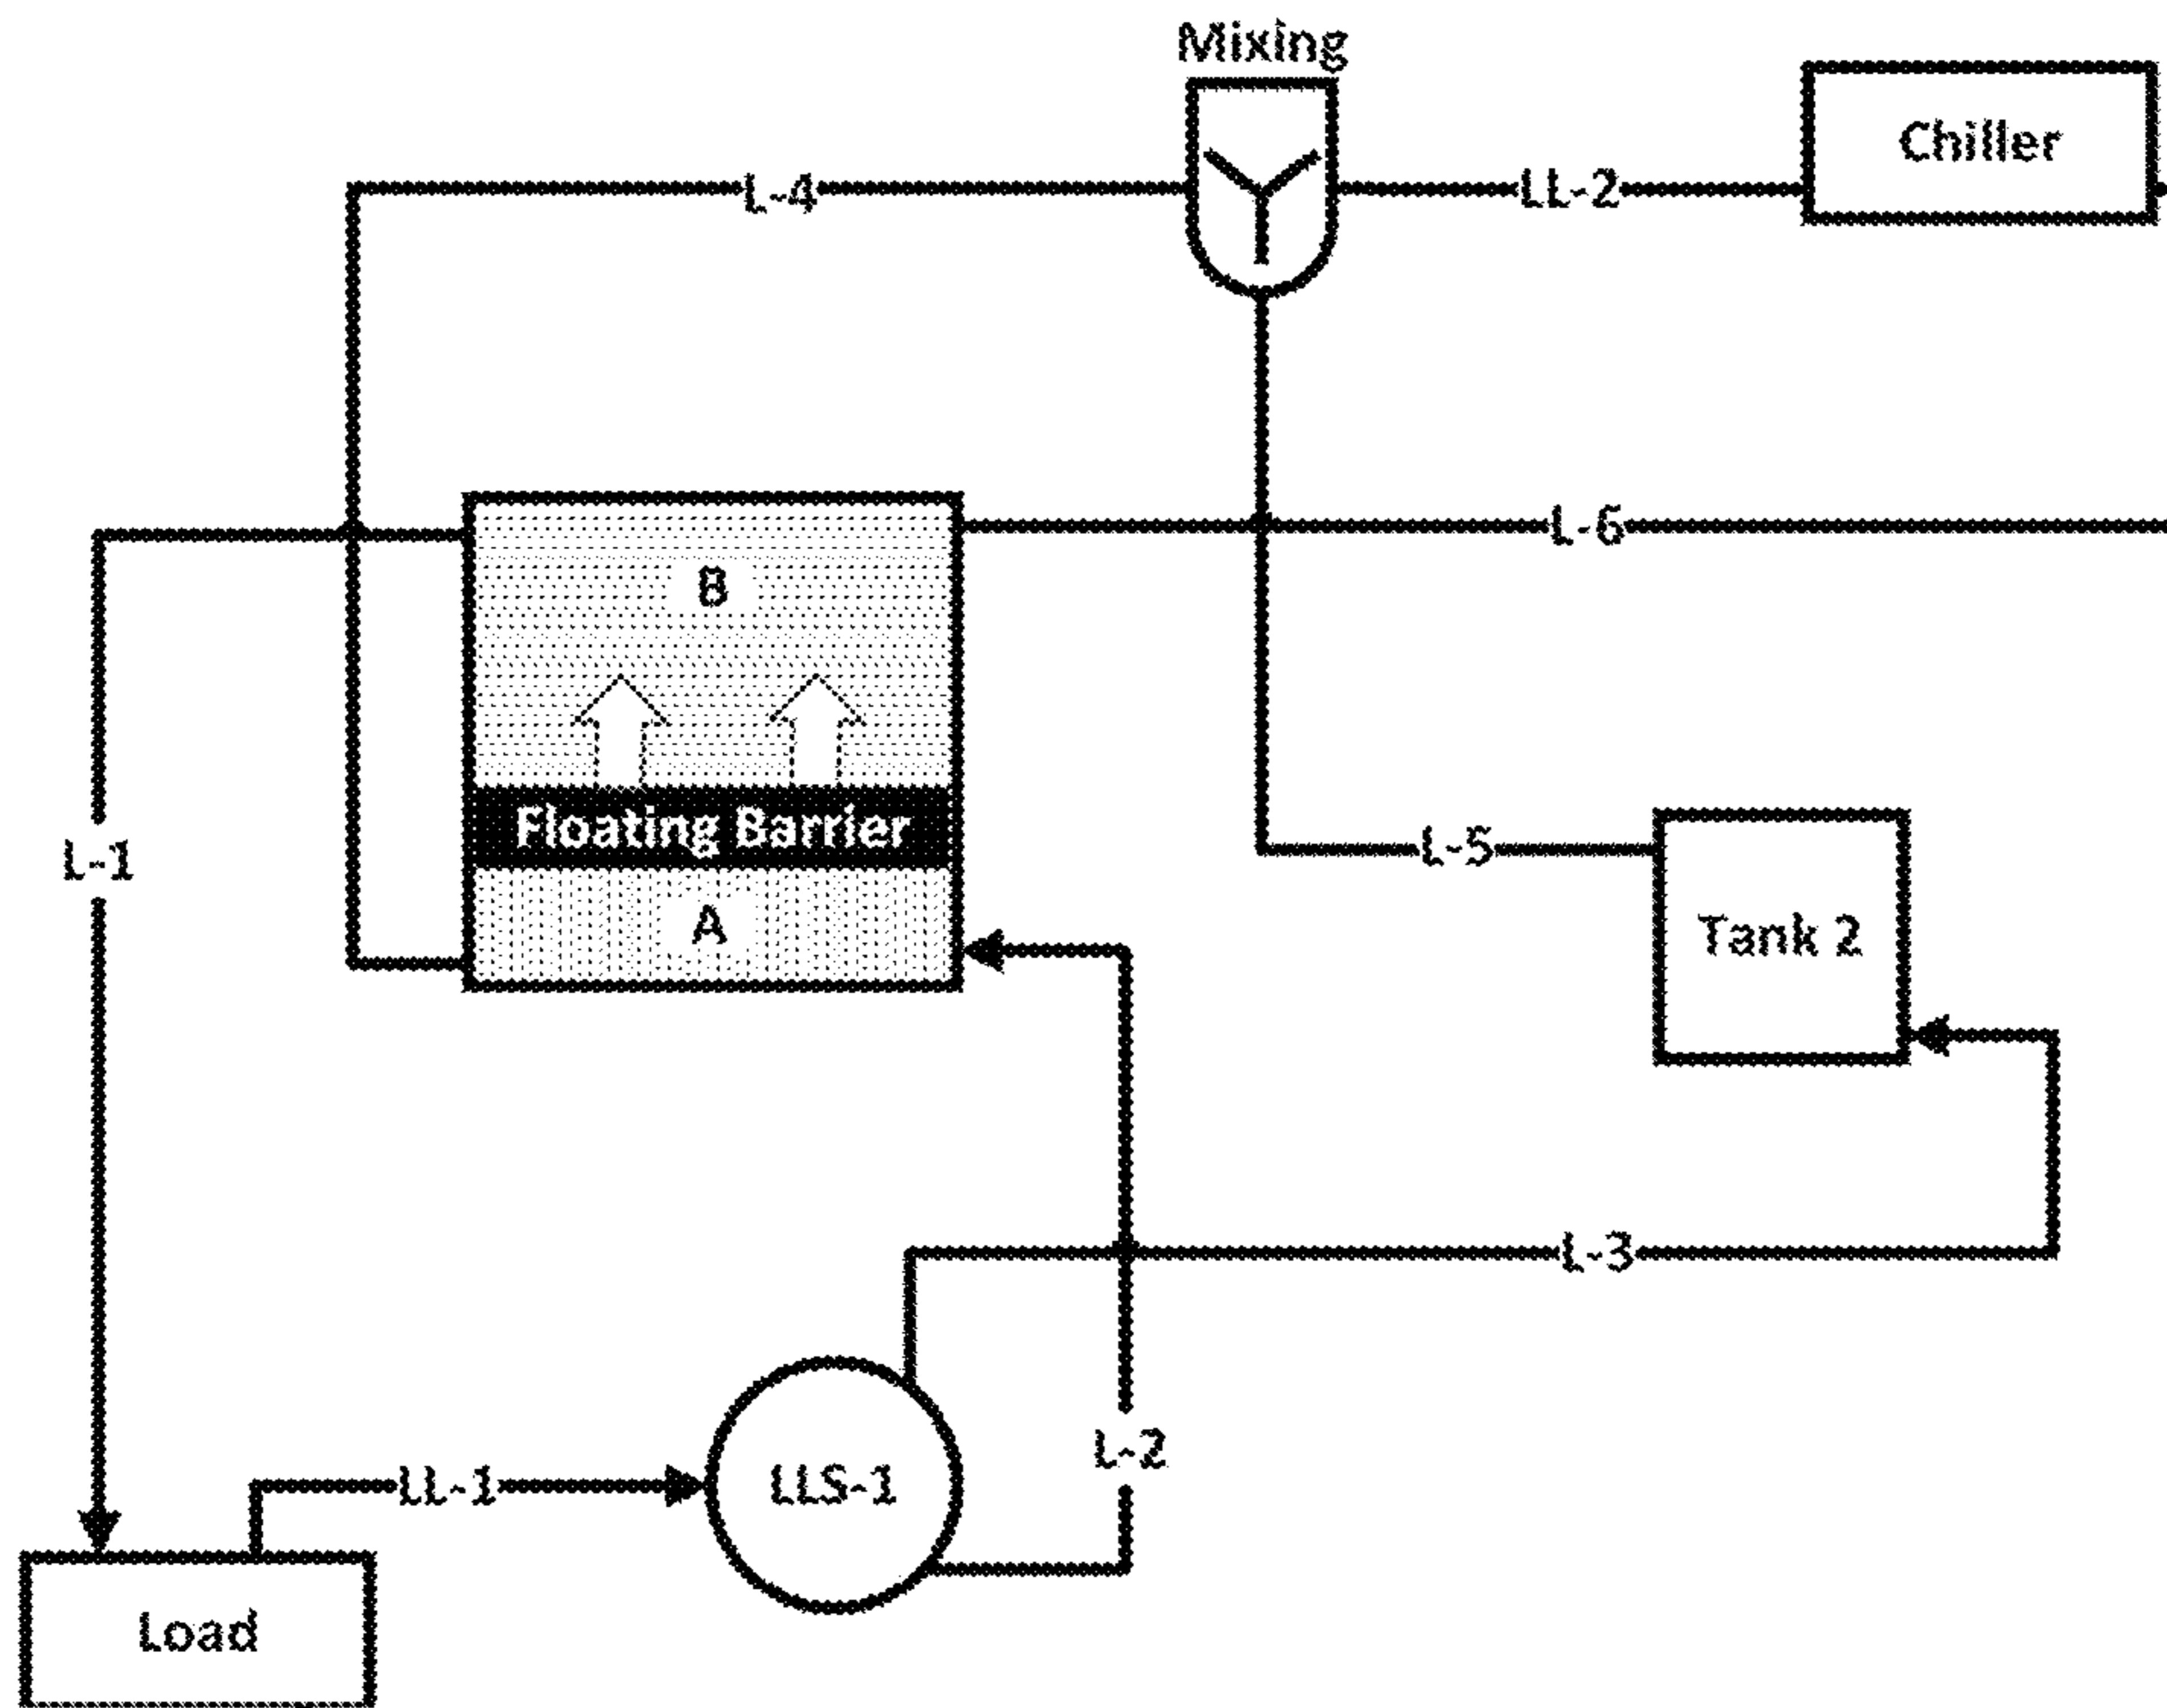 Mixing
Chiller
L-4
LL-2
L-6
B
Floating Barrier
L-1
L-5
A
Tank 2
L-3
L-2
LL-1
LLS-1
Load